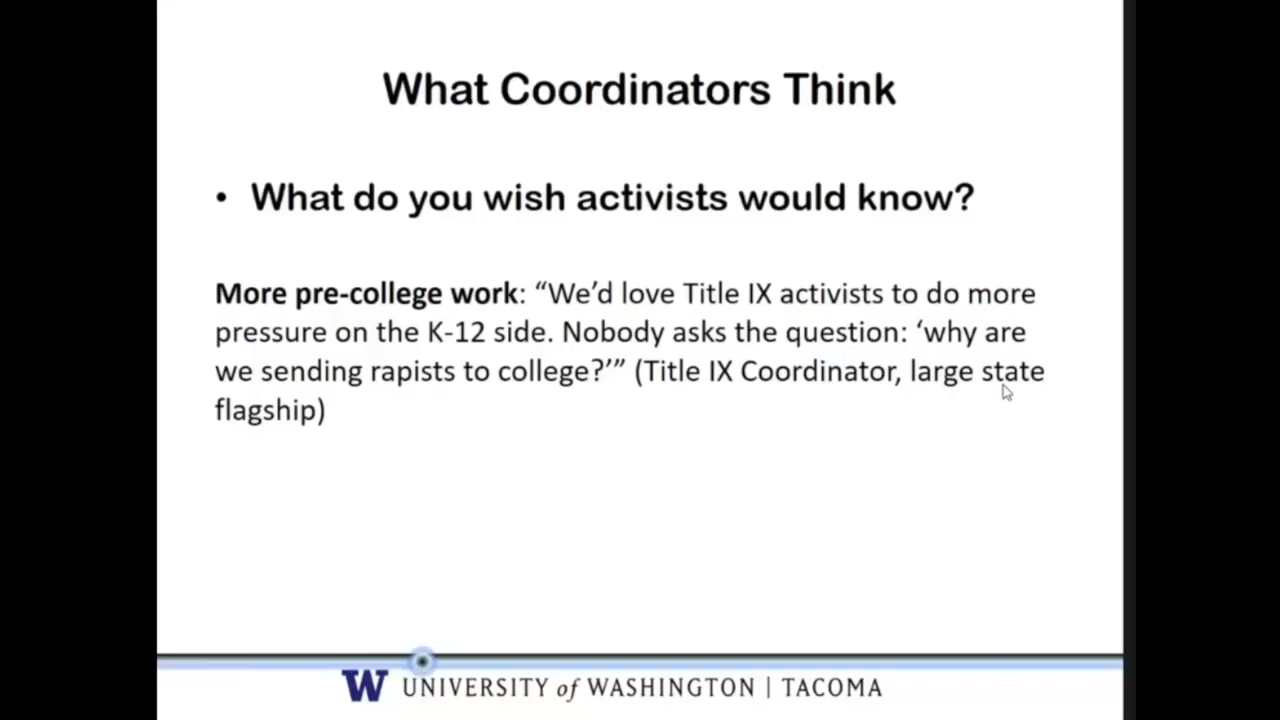 What Coordinators Think
• What do you wish activists would know?
More pre-college work: “We’d love Title IX activists to do more
pressure on the K-12 side. Nobody asks the question: ‘why are
we sending rapists to college?’” (Title IX Coordinator, large state
flagship)
W UNIVERSITY of WASHINGTON | TACOMA